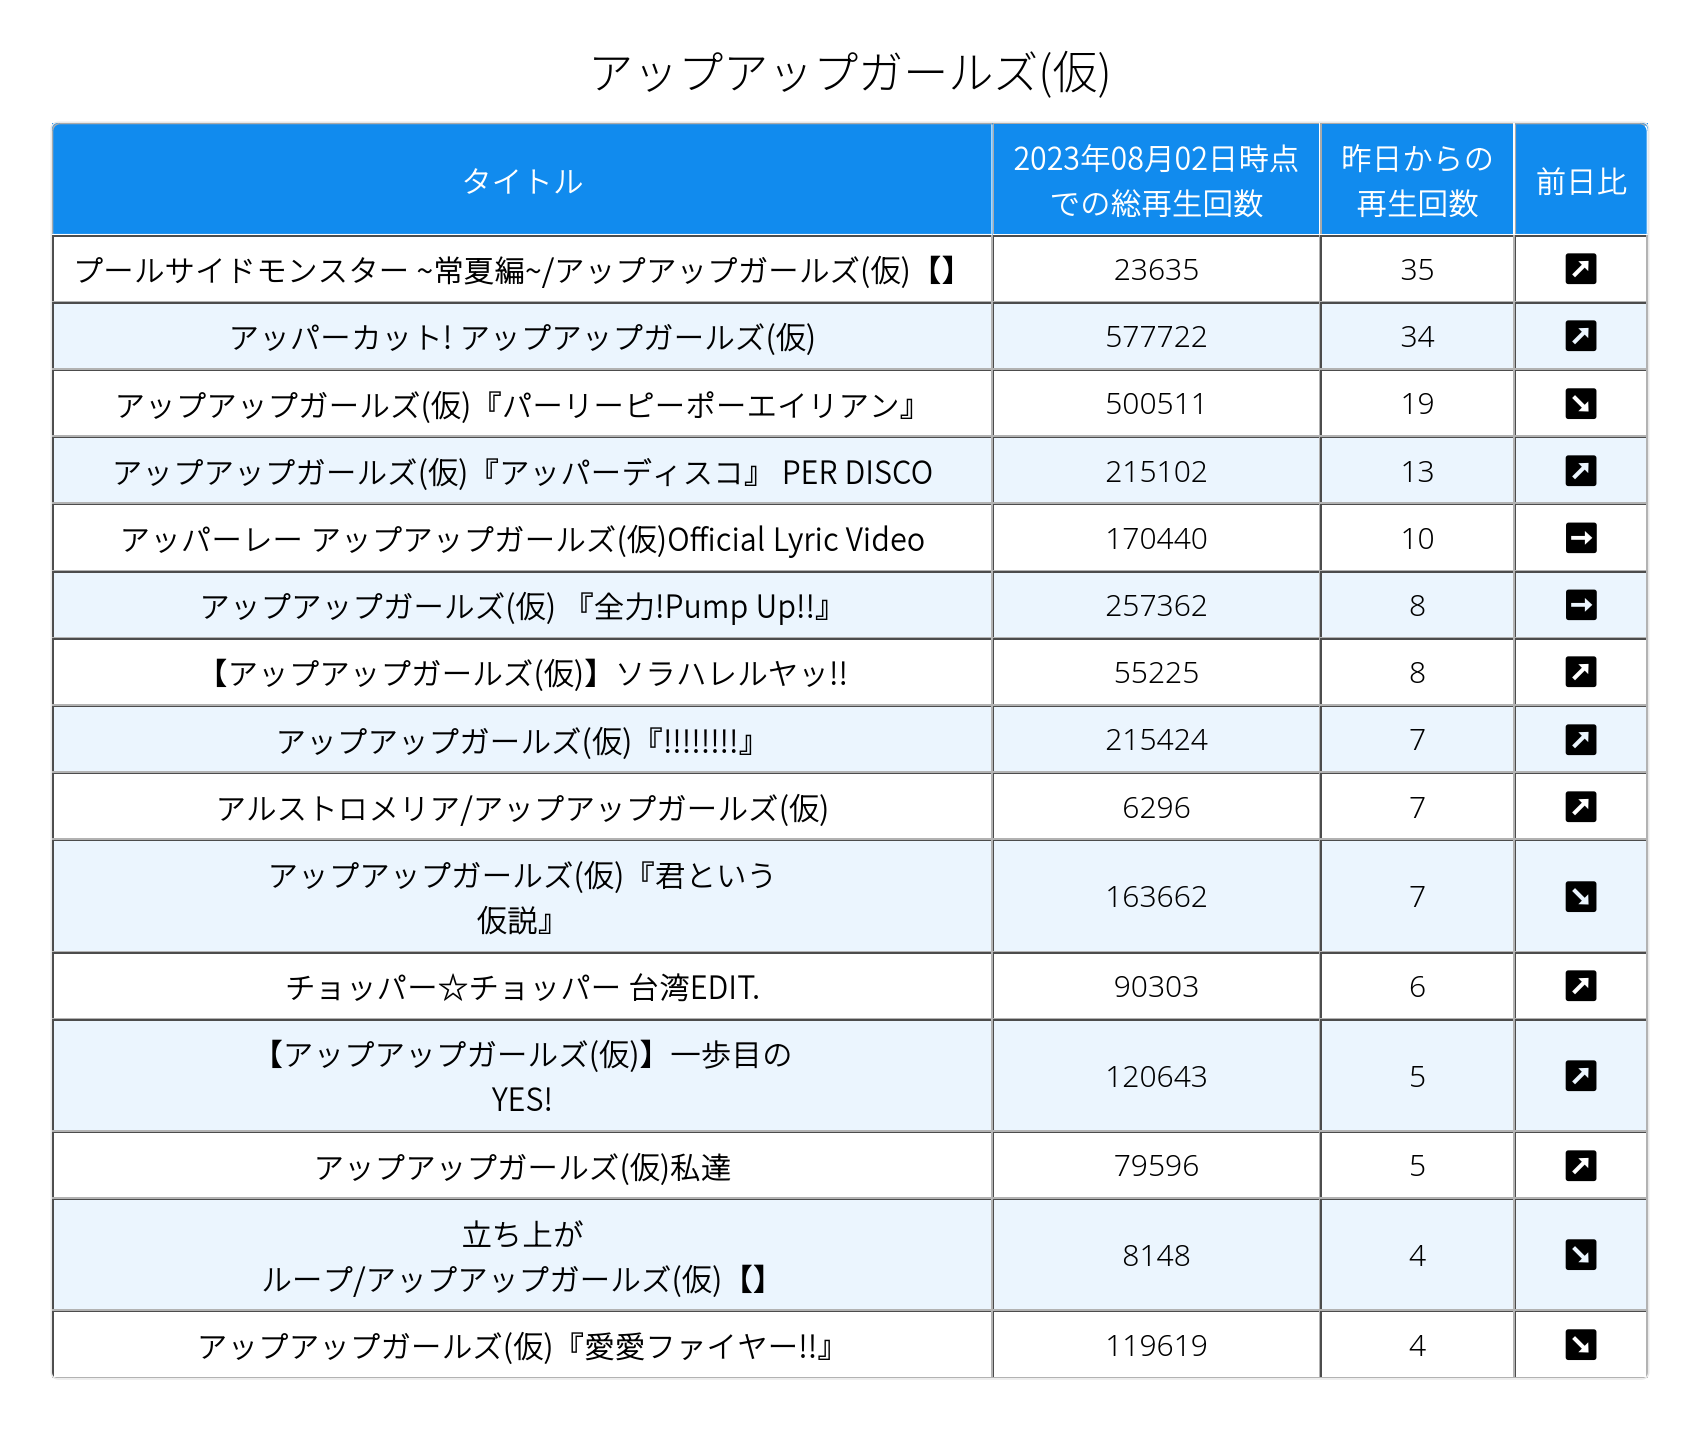 アップアップガールズ(仮)
タイトル
2023年08月02日時点
での総再生回数
昨日からの
再生回数
前日比
プールサイドモンスター ~常夏編~/アップアップガールズ(仮)【】
23635
35
アッパーカット! アップアップガールズ(仮)
577722
34
アップアップガールズ(仮)『パーリーピーポーエイリアン』
500511
19
アップアップガールズ(仮)『アッパーディスコ』 PER DISCO
215102
13
アッパーレー アップアップガールズ(仮)Official Lyric Video
170440
10
アップアップガールズ(仮) 『全力!Pump Up!!』
257362
8
【アップアップガールズ(仮)】ソラハレルヤッ!!
55225
8
アップアップガールズ(仮)『!!!!!!!!』
215424
7
アルストロメリア/アップアップガールズ(仮)
6296
7
アップアップガールズ(仮)『君という
仮説』
163662
7
チョッパー☆チョッパー 台湾EDIT.
90303
6
【アップアップガールズ(仮)】一歩目の
YES!
120643
5
アップアップガールズ(仮)私達
79596
5
立ち上が
ループ/アップアップガールズ(仮)【】
8148
4
アップアップガールズ(仮)『愛愛ファイヤー!!』
119619
4